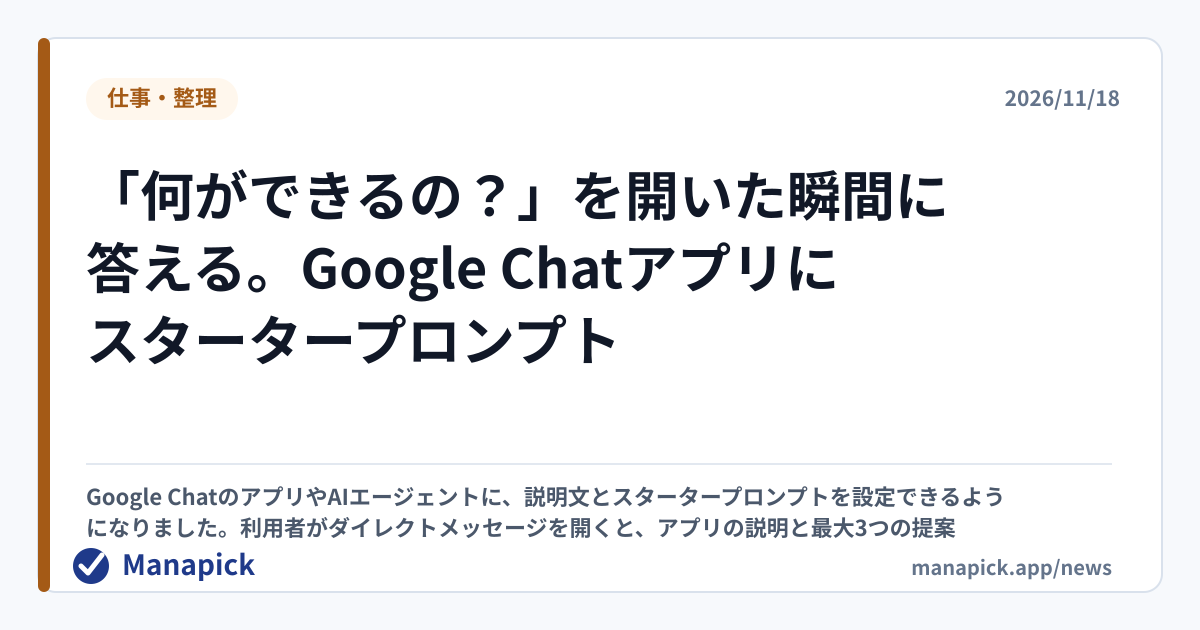 仕事・整理
2026/11/18
「何ができるの？」を開いた瞬間に
答える。Google Chatアプリに
スタータープロンプト
Google ChatのアプリやAIエージェントに、説明文とスタータープロンプトを設定できるよう
になりました。利用者がダイレクトメッセージを開くと、アプリの説明と最大3つの提案
Manapick
manapick.app/news